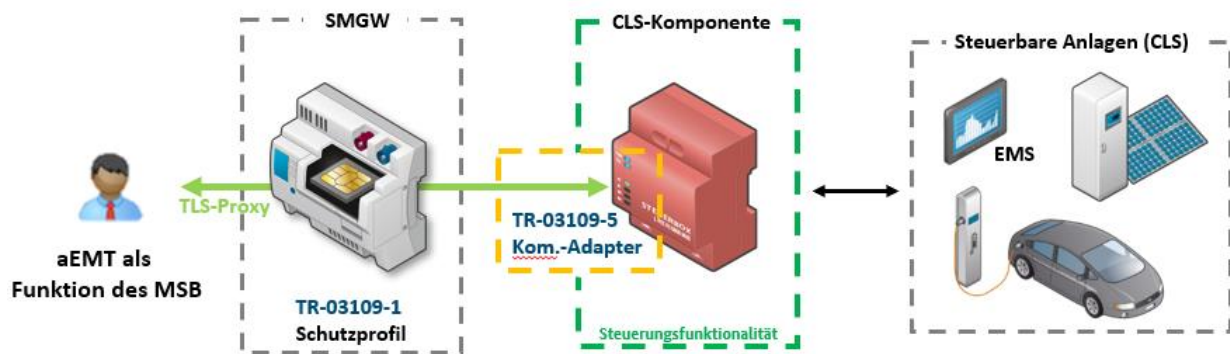 SMGW
CLS-Komponente
Steuerbare Anlagen (CLS)
EMS
TLS-Proxy
STEUERBOX
TR-03109-5
Kom.-Adapter
aEMT als
Funktion des MSB
TR-03109-1
Schutzprofil
Steuerungsfunktionalität